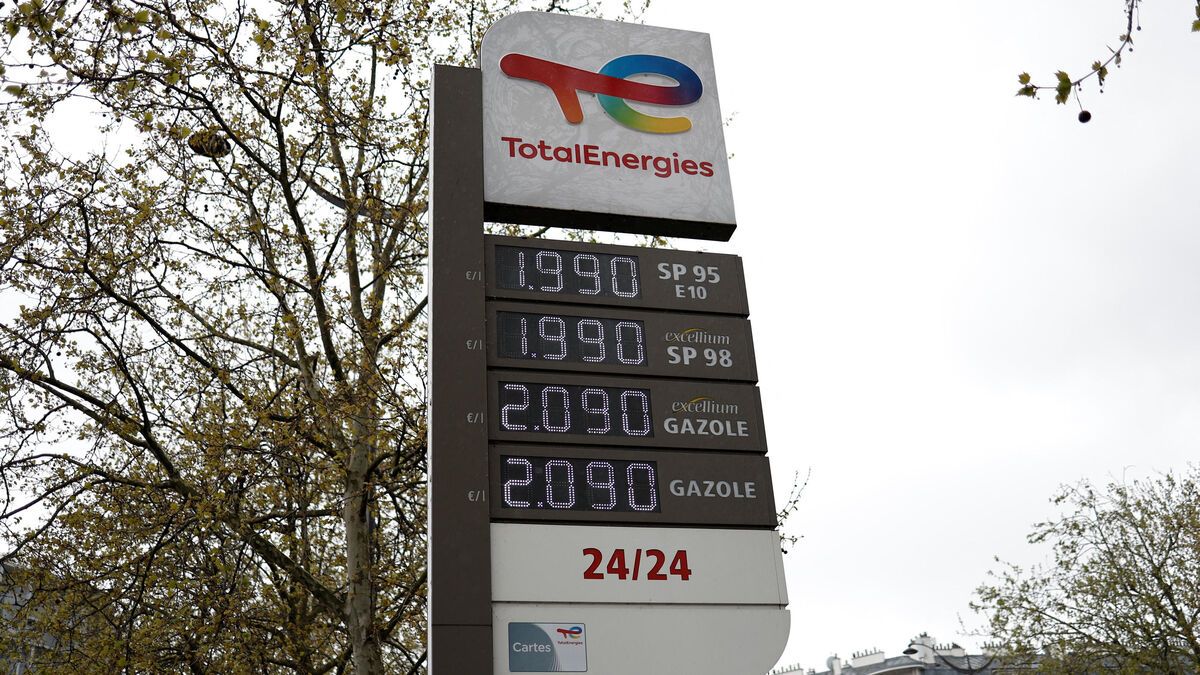 TotalEnergies
€/l 1.990 SP 95
E10
€/l 1.990 excellium
SP 98
€/l 2.090 excellium
GAZOLE
€/l 2.090 GAZOLE
24/24
TotalEnergies
Cartes